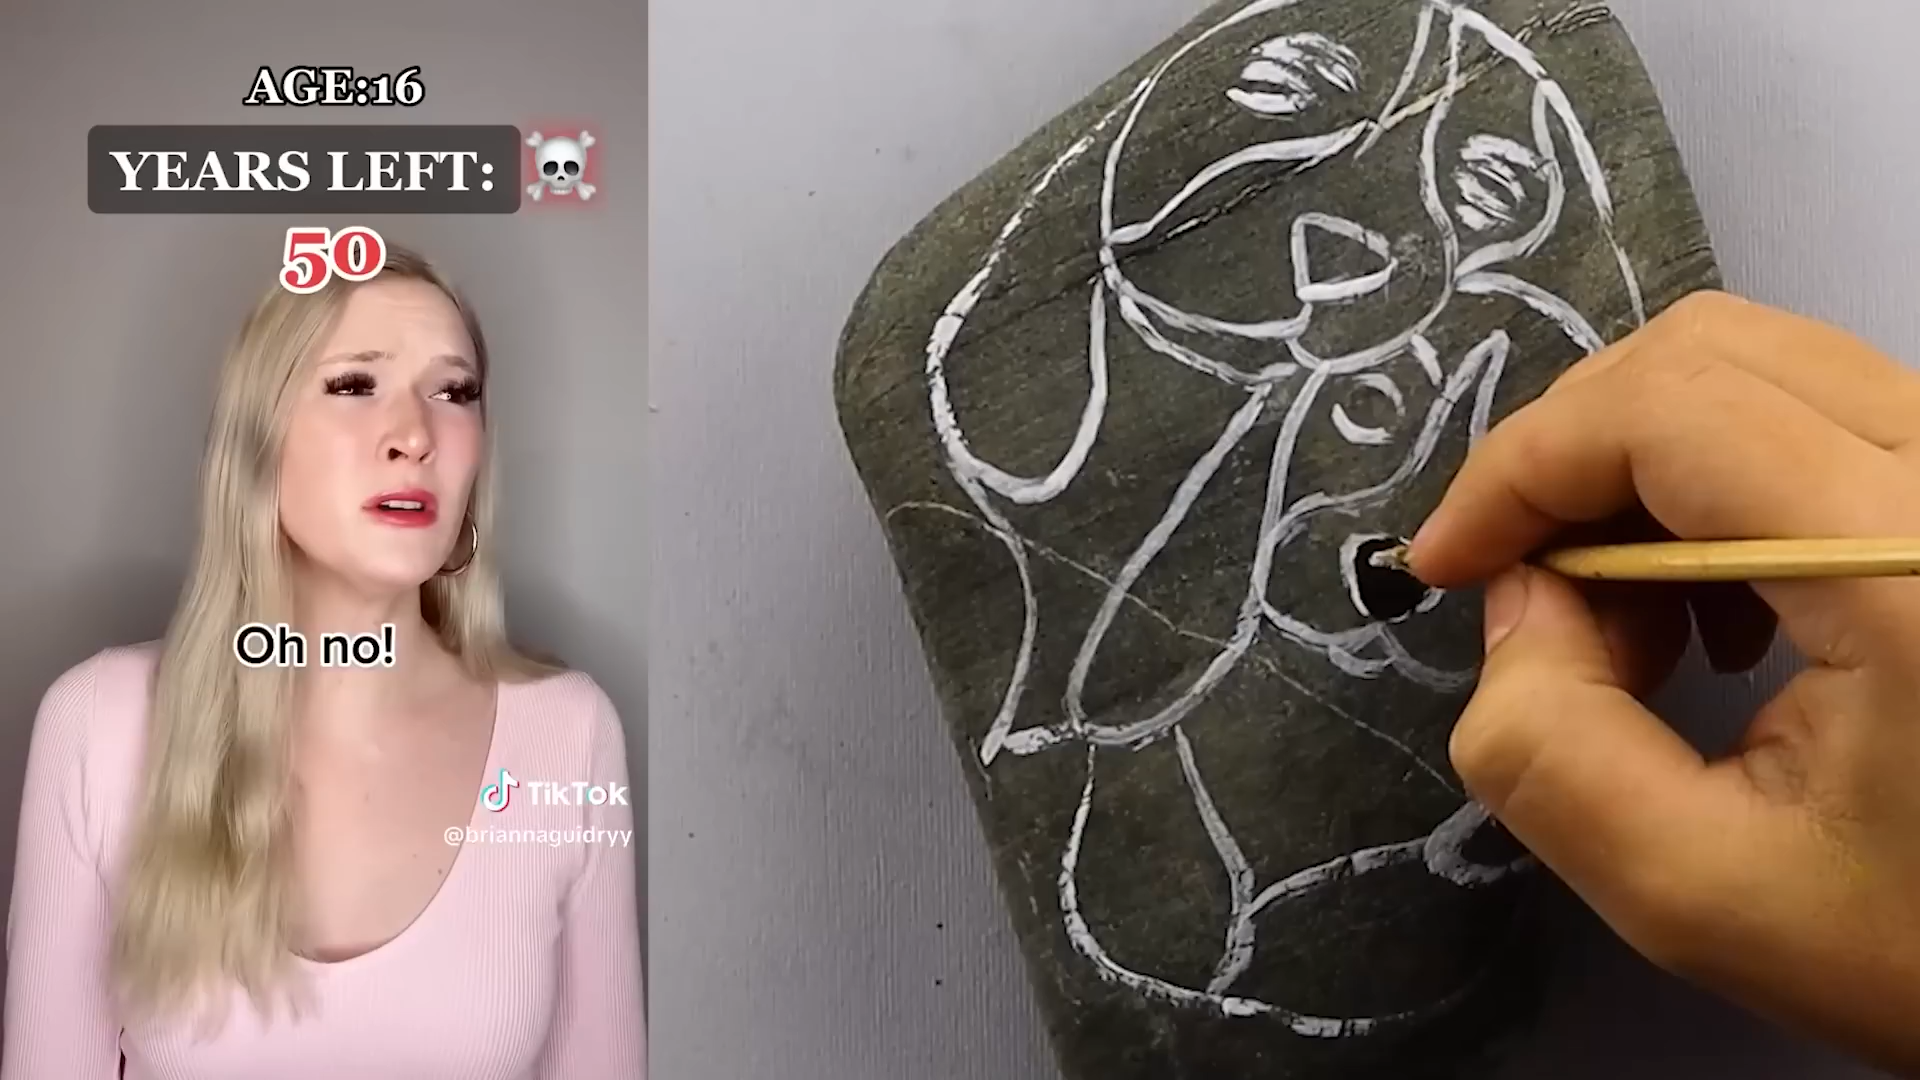 AGE:16
YEARS LEFT: ☠️
50
Oh no!
TikTok
@briannaguidryy